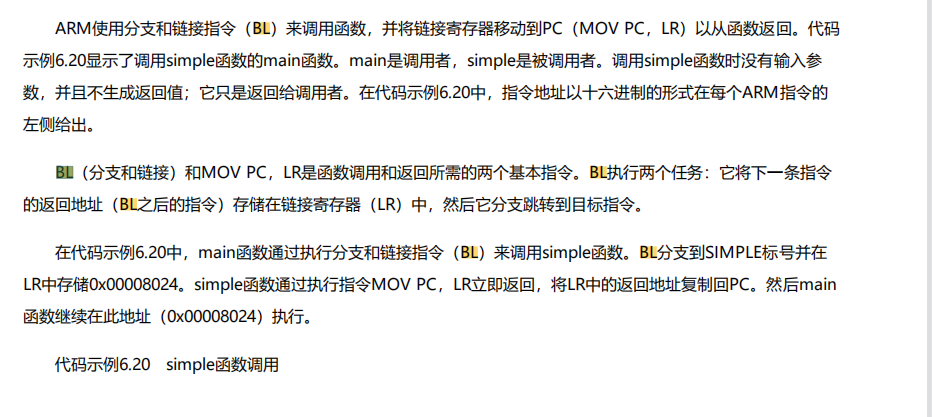 ARM使用分支和链接指令（BL）来调用函数，并将链接寄存器移动到PC（MOV PC，LR）以从函数返回。代码
示例6.20显示了调用simple函数的main函数。main是调用者，simple是被调用者。调用simple函数时没有输入参
数，并且不生成返回值；它只是返回给调用者。在代码示例6.20中，指令地址以十六进制的形式在每个ARM指令的
左侧给出。
BL（分支和链接）和MOV PC，LR是函数调用和返回所需的两个基本指令。BL执行两个任务：它将下一条指令
的返回地址（BL之后的指令）存储在链接寄存器（LR）中，然后它分支跳转到目标指令。
在代码示例6.20中，main函数通过执行分支和链接指令（BL）来调用simple函数。BL分支到SIMPLE标号并在
LR中存储0x00008024。simple函数通过执行指令MOV PC，LR立即返回，将LR中的返回地址复制回PC。然后main
函数继续在此地址（0x00008024）执行。
代码示例6.20 simple函数调用